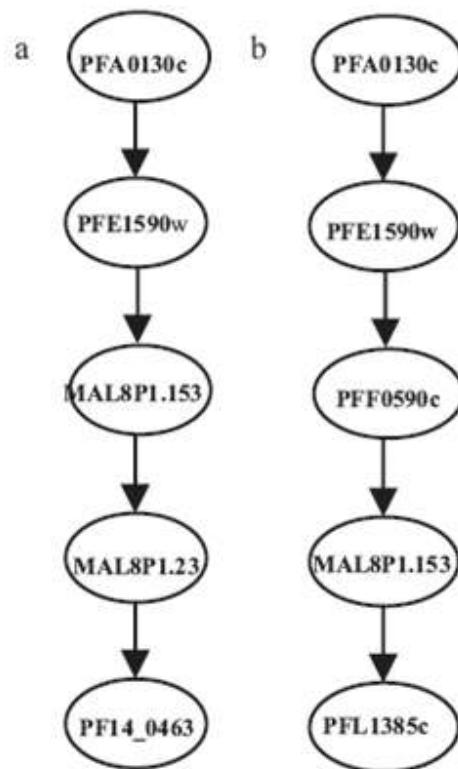 a
PFA0130c
PFE1590w
MAL8P1.153
MAL8P1.23
PF14_0463
b
PFA0130c
PFE1590w
PFF0590c
MAL8P1.153
PFL1385c